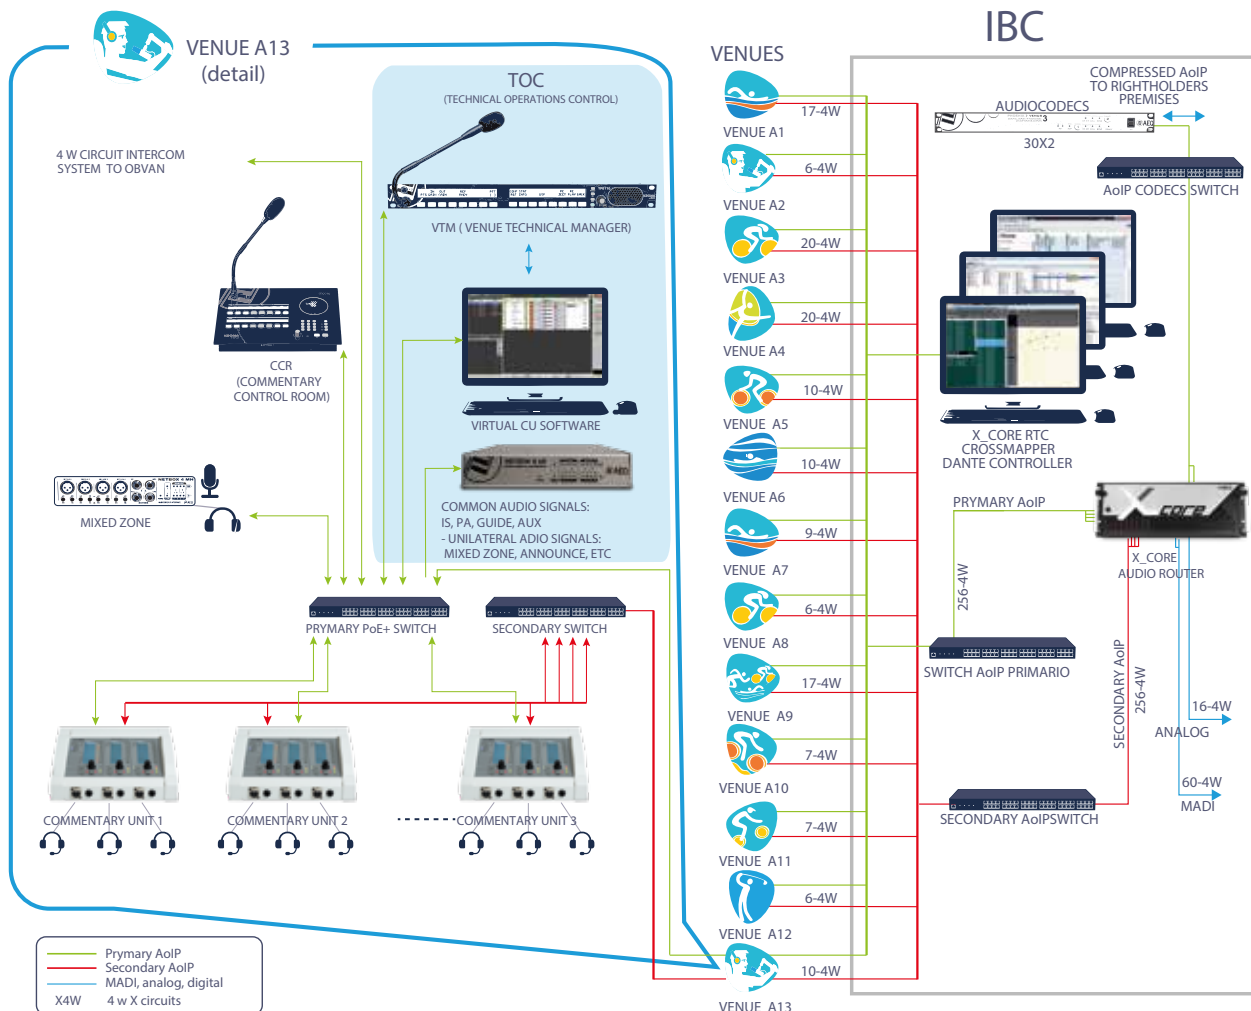 VENUE A13
(detail)
TOC
(TECHNICAL OPERATIONS CONTROL)
4 W CIRCUIT INTERCOM
SYSTEM TO OBVAN
VTM ( VENUE TECHNICAL MANAGER)
CCR
(COMMENTARY
CONTROL ROOM)
VIRTUAL CU SOFTWARE
NETBOX 4 MH
MIXED ZONE
AEQ
COMMON AUDIO SIGNALS:
IS, PA, GUIDE, AUX
- UNILATERAL ADIO SIGNALS:
MIXED ZONE, ANNOUNCE, ETC
PRYMARY PoE+ SWITCH
SECONDARY SWITCH
COMMENTARY UNIT 1
COMMENTARY UNIT 2
COMMENTARY UNIT 3
Prymary AoIP
Secondary AoIP
MADI, analog, digital
X4W 4 w X circuits
VENUES
17-4W
VENUE A1
6-4W
VENUE A2
20-4W
VENUE A3
20-4W
VENUE A4
10-4W
VENUE A5
10-4W
VENUE A6
9-4W
VENUE A7
6-4W
VENUE A8
17-4W
VENUE A9
7-4W
VENUE A10
7-4W
VENUE A11
6-4W
VENUE A12
10-4W
VENUE A13
IBC
COMPRESSED AoIP
TO RIGHTHOLDERS
PREMISES
AUDIOCODECS
AEQ
30X2
AoIP CODECS SWITCH
X_CORE RTC
CROSSMAPPER
DANTE CONTROLLER
PRYMARY AoIP
X core
X_CORE
AUDIO ROUTER
256-4W
SWITCH AoIP PRIMARIO
SECONDARY AoIP
256-4W
16-4W
ANALOG
60-4W
MADI
SECONDARY AoIPSWITCH